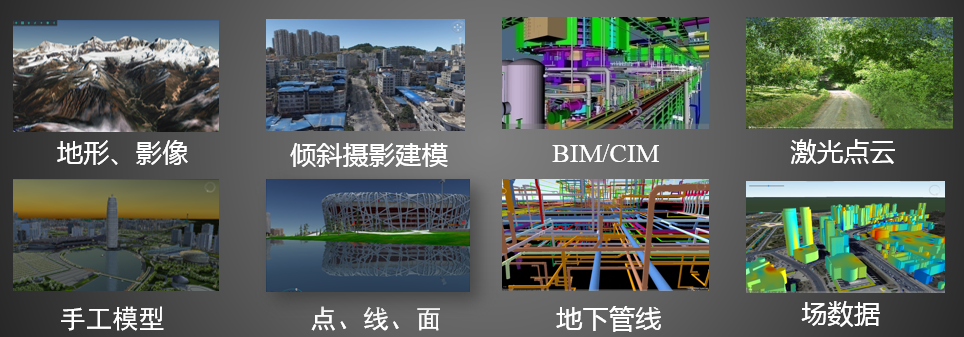 地形、影像
倾斜摄影建模
BIM/CIM
激光点云
手工模型
点、线、面
地下管线
场数据